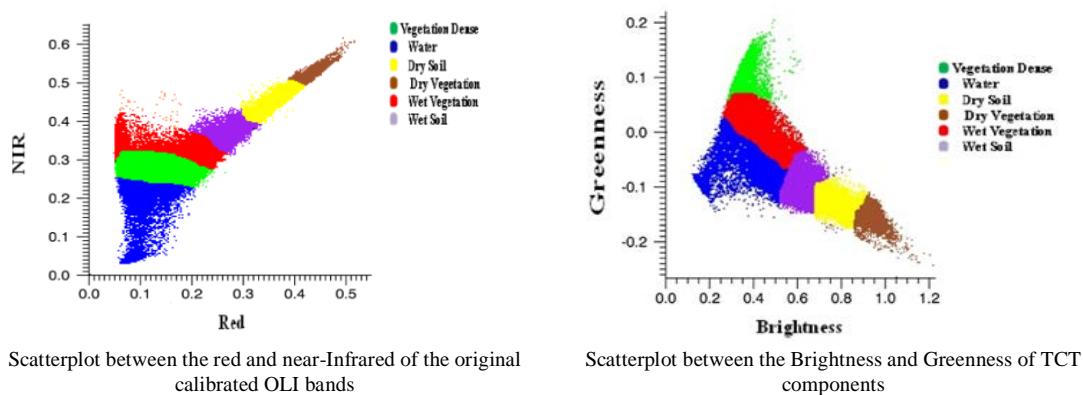 NIR
0.6
0.5
0.4
0.3
0.2
0.1
0.0
0.0 0.1 0.2 0.3 0.4 0.5
Red
Vegetation Dense
Water
Dry Soil
Dry Vegetation
Wet Vegetation
Wet Soil
Scatterplot between the red and near-Infrared of the original
calibrated OLI bands
Greenness
0.2
0.1
0.0
-0.1
-0.2
0.0 0.2 0.4 0.6 0.8 1.0 1.2
Brightness
Vegetation Dense
Water
Dry Soil
Dry Vegetation
Wet Vegetation
Wet Soil
Scatterplot between the Brightness and Greenness of TCT
components